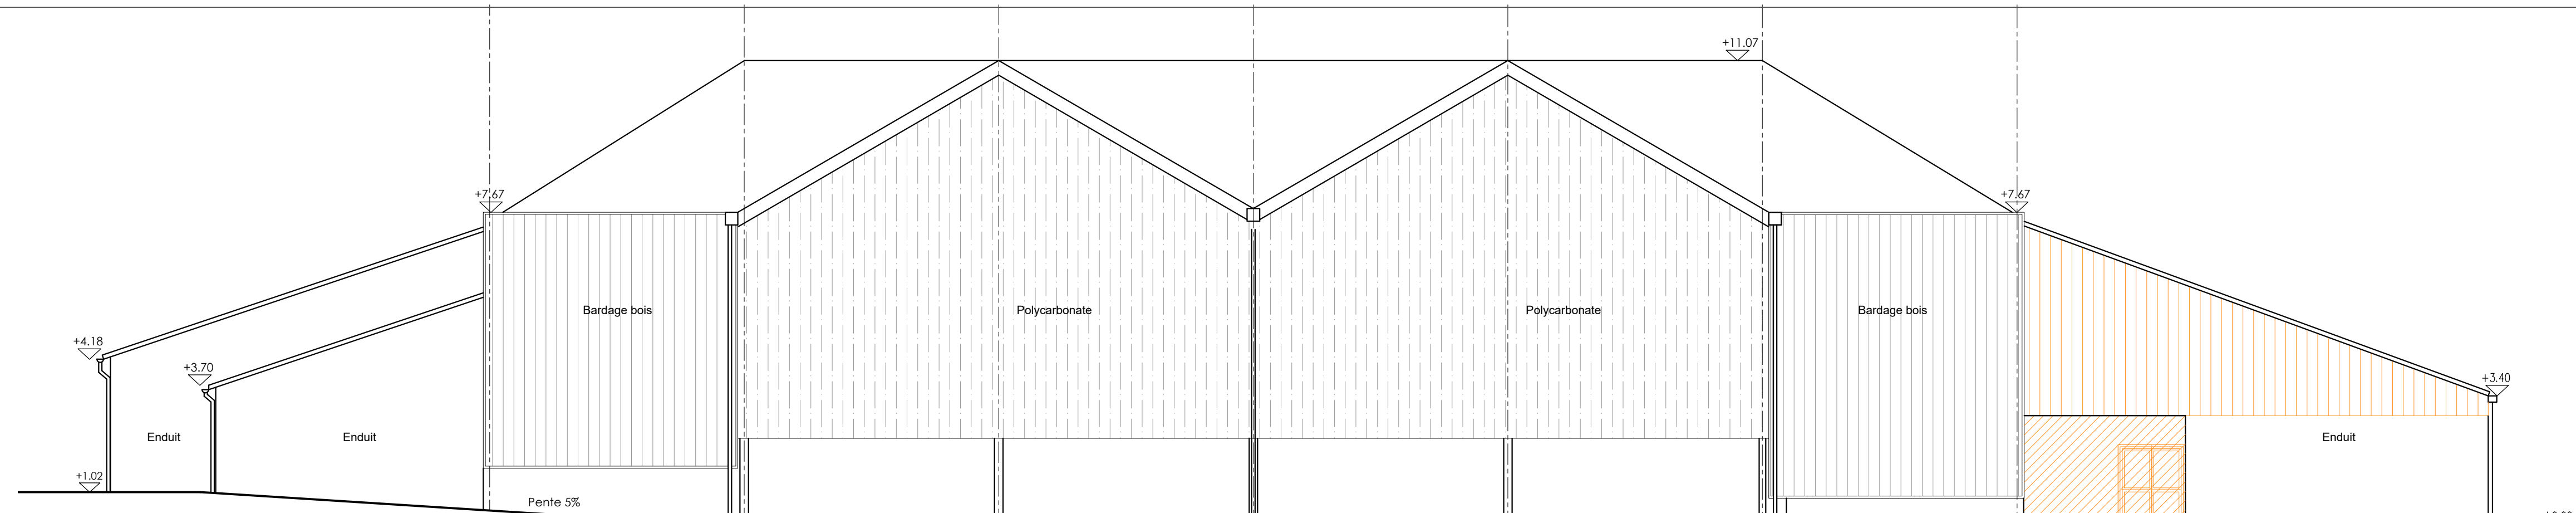 +11.07
+7.67
+7.67
Bardage bois
Polycarbonate
Polycarbonate
Bardage bois
+4.18
+3.70
+3.40
Enduit
Enduit
Enduit
+1.02
Pente 5%